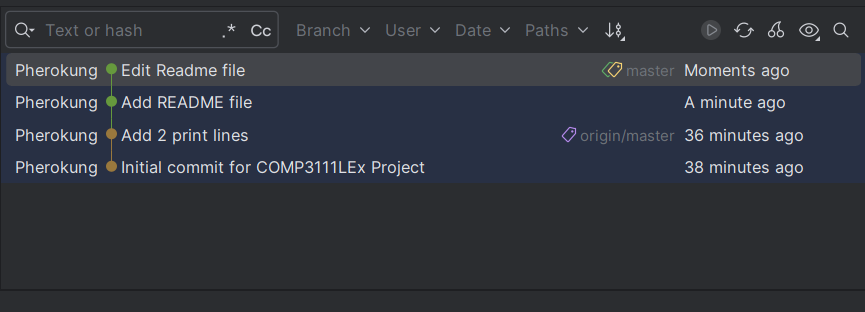 Text or hash .* Cc Branch User Date Paths
Pherokung Edit Readme file master Moments ago
Pherokung Add README file A minute ago
Pherokung Add 2 print lines origin/master 36 minutes ago
Pherokung Initial commit for COMP3111LEx Project 38 minutes ago